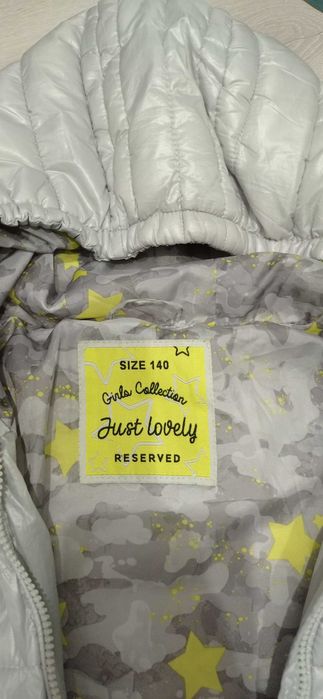 SIZE 140
Girls Collection
Just lovely
RESERVED